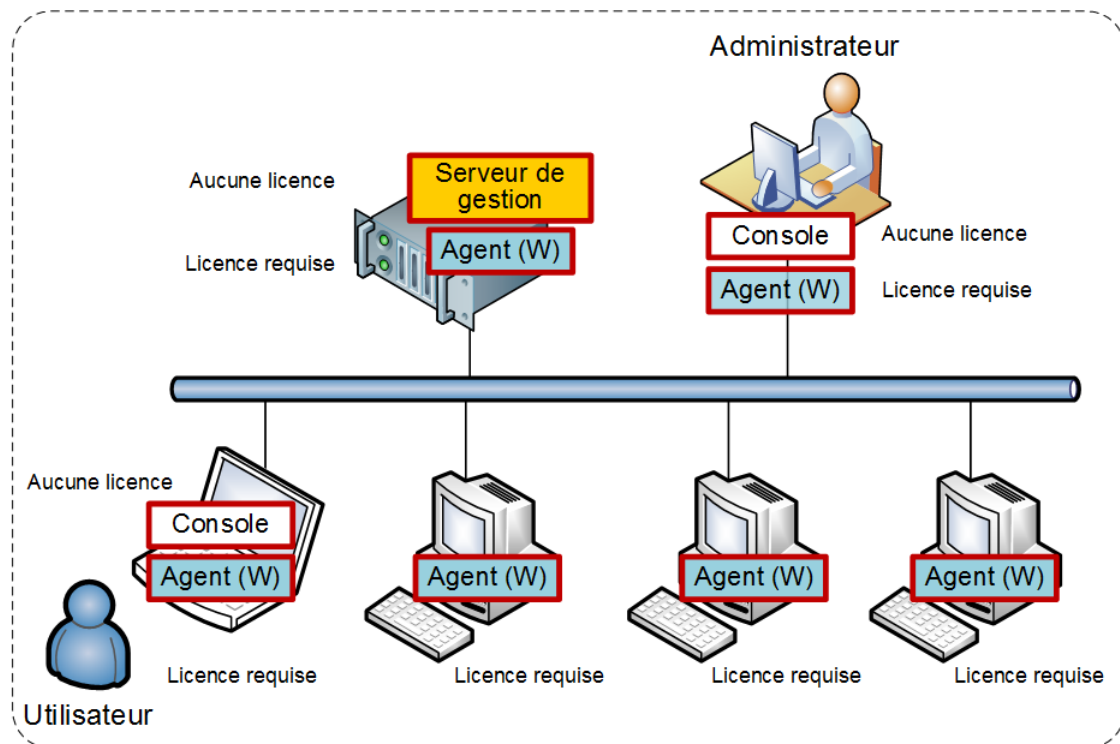 Administrateur
Aucune licence
Serveur de
gestion
Licence requise
Agent (W)
Console
Aucune licence
Agent (W)
Licence requise
Aucune licence
Console
Agent (W)
Agent (W)
Agent (W)
Agent (W)
Licence requise
Licence requise
Licence requise
Licence requise
Utilisateur